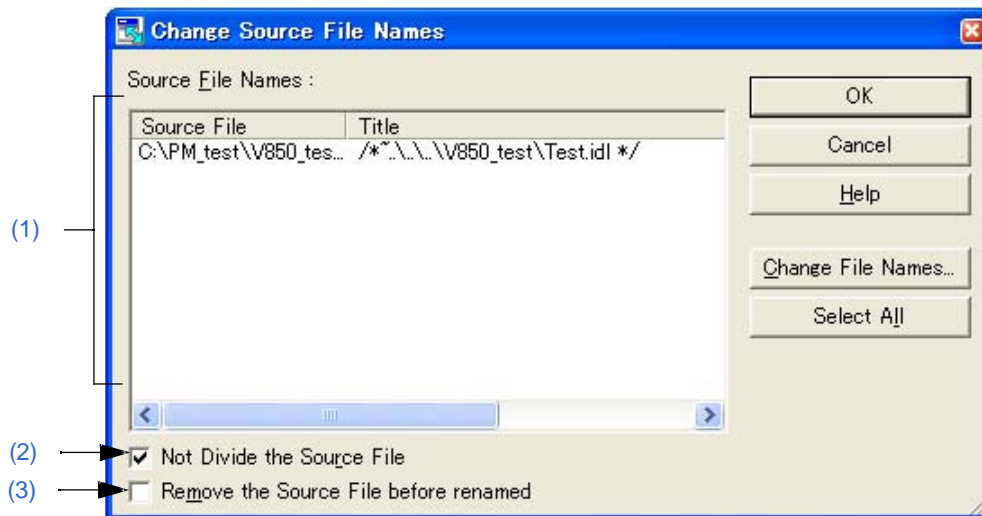 Change Source File Names
Source File Names :
OK
Source File Title
C:\PM_test\V850_tes... /*~..\..\..\V850_test\Test.idl */
Cancel
Help
(1)
Change File Names...
Select All
(2) Not Divide the Source File
(3) Remove the Source File before renamed